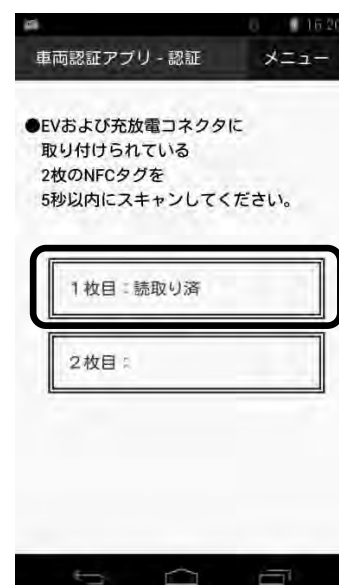 16:20
車両認証アプリ - 認証 メニュー
●EVおよび充放電コネクタに
取り付けられている
2枚のNFCタグを
5秒以内にスキャンしてください。
1枚目：読取り済
2枚目：